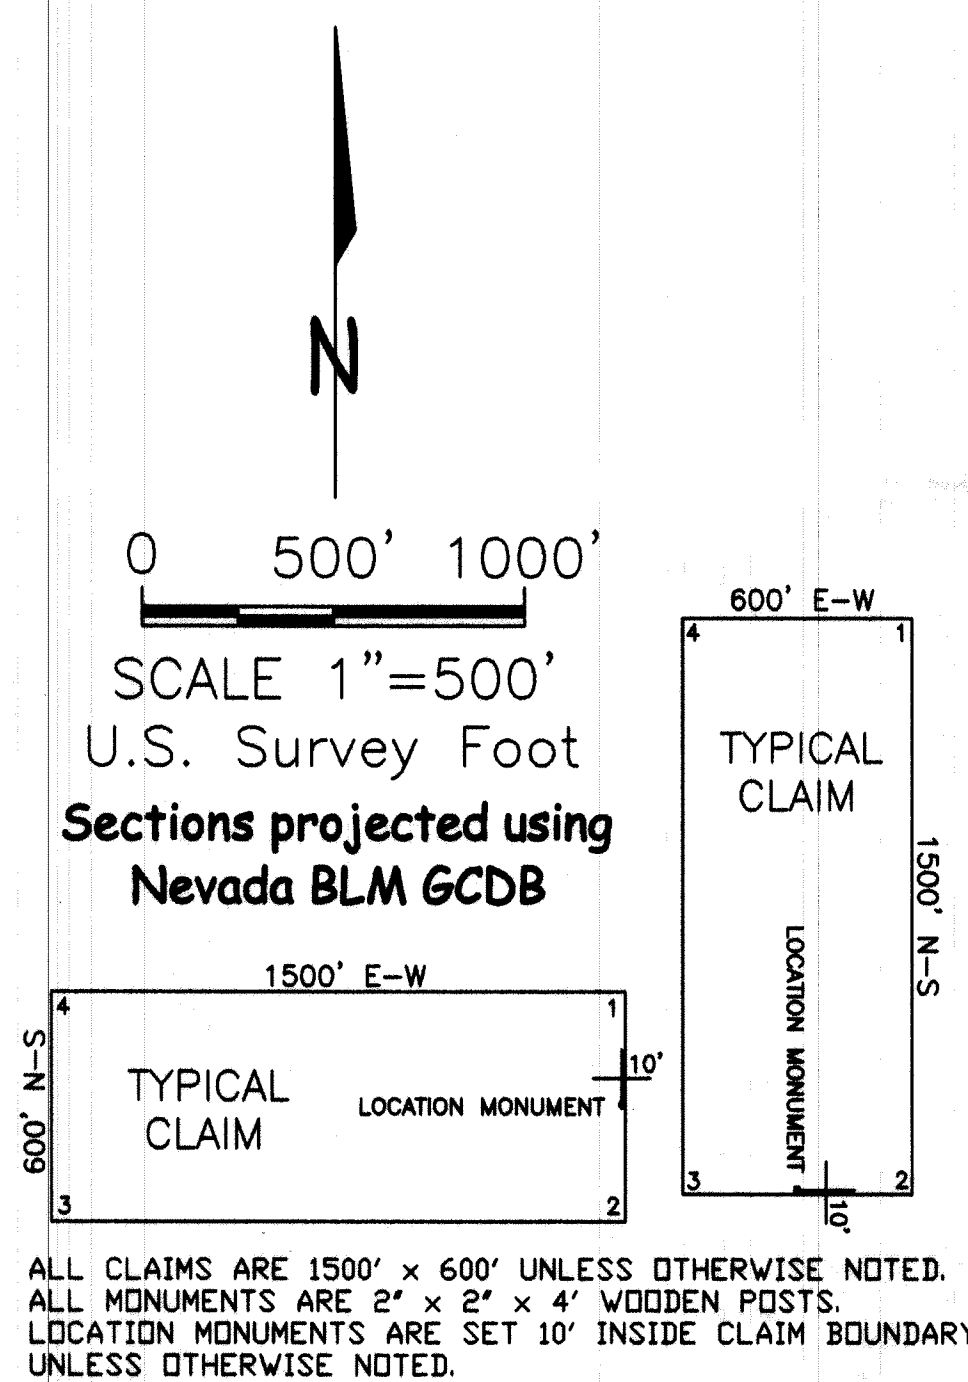 N
0 500' 1000'
SCALE 1"=500'
U.S. Survey Foot
Sections projected using
Nevada BLM GCDB
600' E-W
4 1
TYPICAL
CLAIM
1500' N-S
LOCATION MONUMENT
3 2
10'
1500' E-W
4 1
600' N-S
10'
TYPICAL
CLAIM
LOCATION MONUMENT
3 2
ALL CLAIMS ARE 1500' x 600' UNLESS OTHERWISE NOTED.
ALL MONUMENTS ARE 2" x 2" x 4' WOODEN POSTS.
LOCATION MONUMENTS ARE SET 10' INSIDE CLAIM BOUNDARY
UNLESS OTHERWISE NOTED.